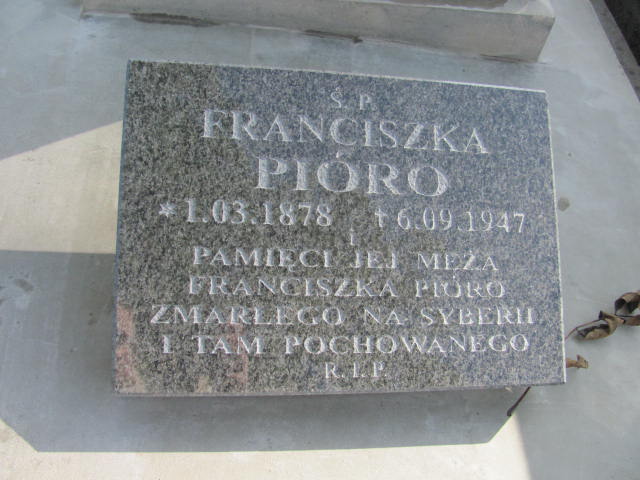 Ś.P.
FRANCISZKA
PIÓRO
*1.03.1878 †6.09.1947
i
PAMIĘCI JEJ MĘŻA
FRANCISZKA PIÓRO
ZMARŁEGO NA SYBERII
I TAM POCHOWANEGO
R.I.P.